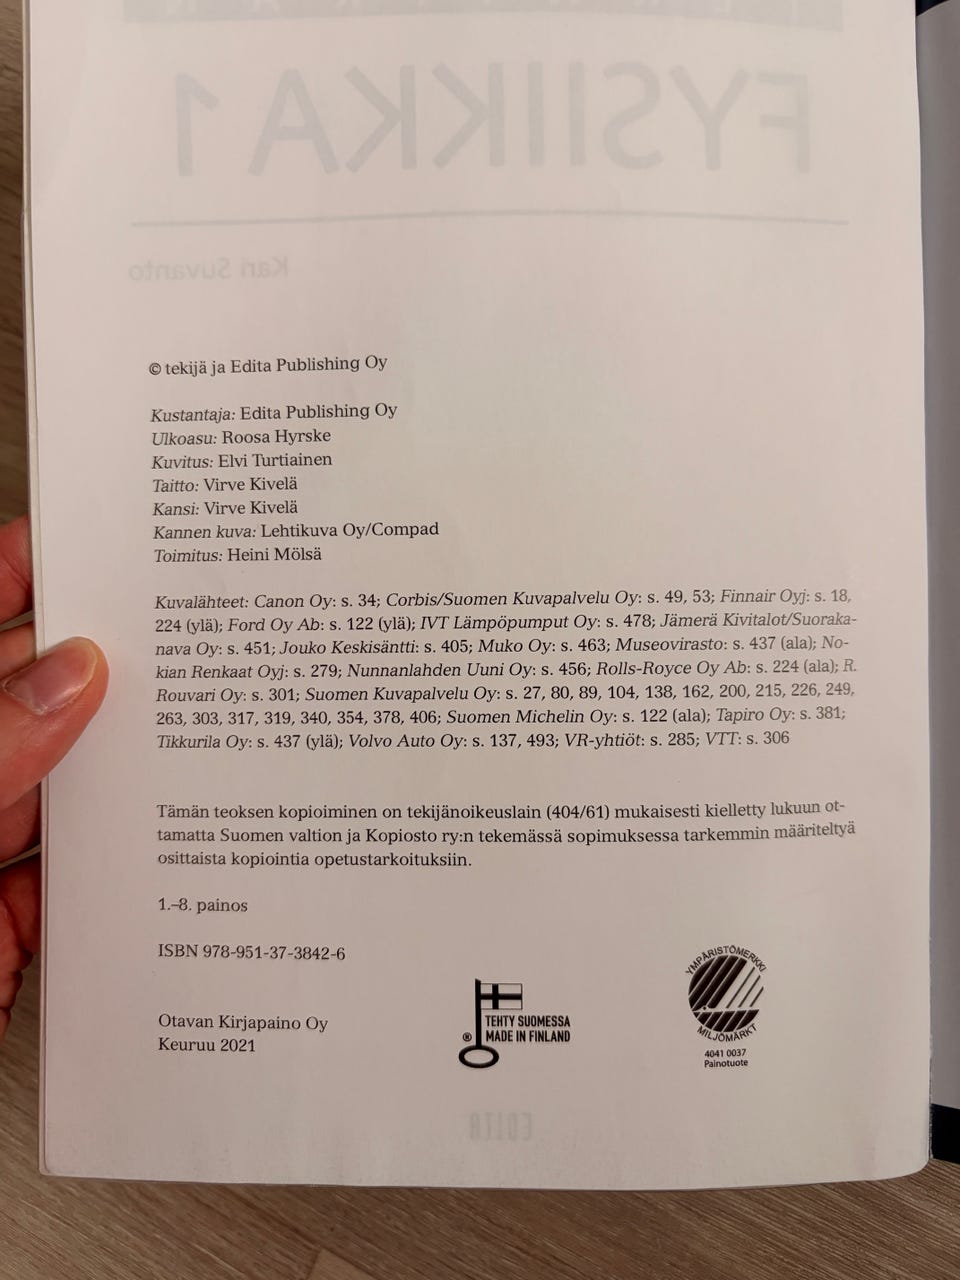 FYSIIKKA 1
Kari Suvanto
© tekijä ja Edita Publishing Oy
Kustantaja: Edita Publishing Oy
Ulkoasu: Roosa Hyrske
Kuvitus: Elvi Turtiainen
Taitto: Virve Kivelä
Kansi: Virve Kivelä
Kannen kuva: Lehtikuva Oy/Compad
Toimitus: Heini Mölsä
Kuvalähteet: Canon Oy: s. 34; Corbis/Suomen Kuvapalvelu Oy: s. 49, 53; Finnair Oyj: s. 18,
224 (ylä); Ford Oy Ab: s. 122 (ylä); IVT Lämpöpumput Oy: s. 478; Jämerä Kivitalot/Suoraka-
nava Oy: s. 451; Jouko Keskisäntti: s. 405; Muko Oy: s. 463; Museovirasto: s. 437 (ala); No-
kian Renkaat Oyj: s. 279; Nunnanlahden Uuni Oy: s. 456; Rolls-Royce Oy Ab: s. 224 (ala); R.
Rouvari Oy: s. 301; Suomen Kuvapalvelu Oy: s. 27, 80, 89, 104, 138, 162, 200, 215, 226, 249,
263, 303, 317, 319, 340, 354, 378, 406; Suomen Michelin Oy: s. 122 (ala); Tapiro Oy: s. 381;
Tikkurila Oy: s. 437 (ylä); Volvo Auto Oy: s. 137, 493; VR-yhtiöt: s. 285; VTT: s. 306
Tämän teoksen kopioiminen on tekijänoikeuslain (404/61) mukaisesti kielletty lukuun ot-
tamatta Suomen valtion ja Kopiosto ry:n tekemässä sopimuksessa tarkemmin määriteltyä
osittaista kopiointia opetustarkoituksiin.
1.–8. painos
ISBN 978-951-37-3842-6
Otavan Kirjapaino Oy
Keuruu 2021
® TEHTY SUOMESSA
MADE IN FINLAND
YMPÄRISTÖMERKKI
MILJÖMÄRKT
4041 0037
Painotuote
EDITA